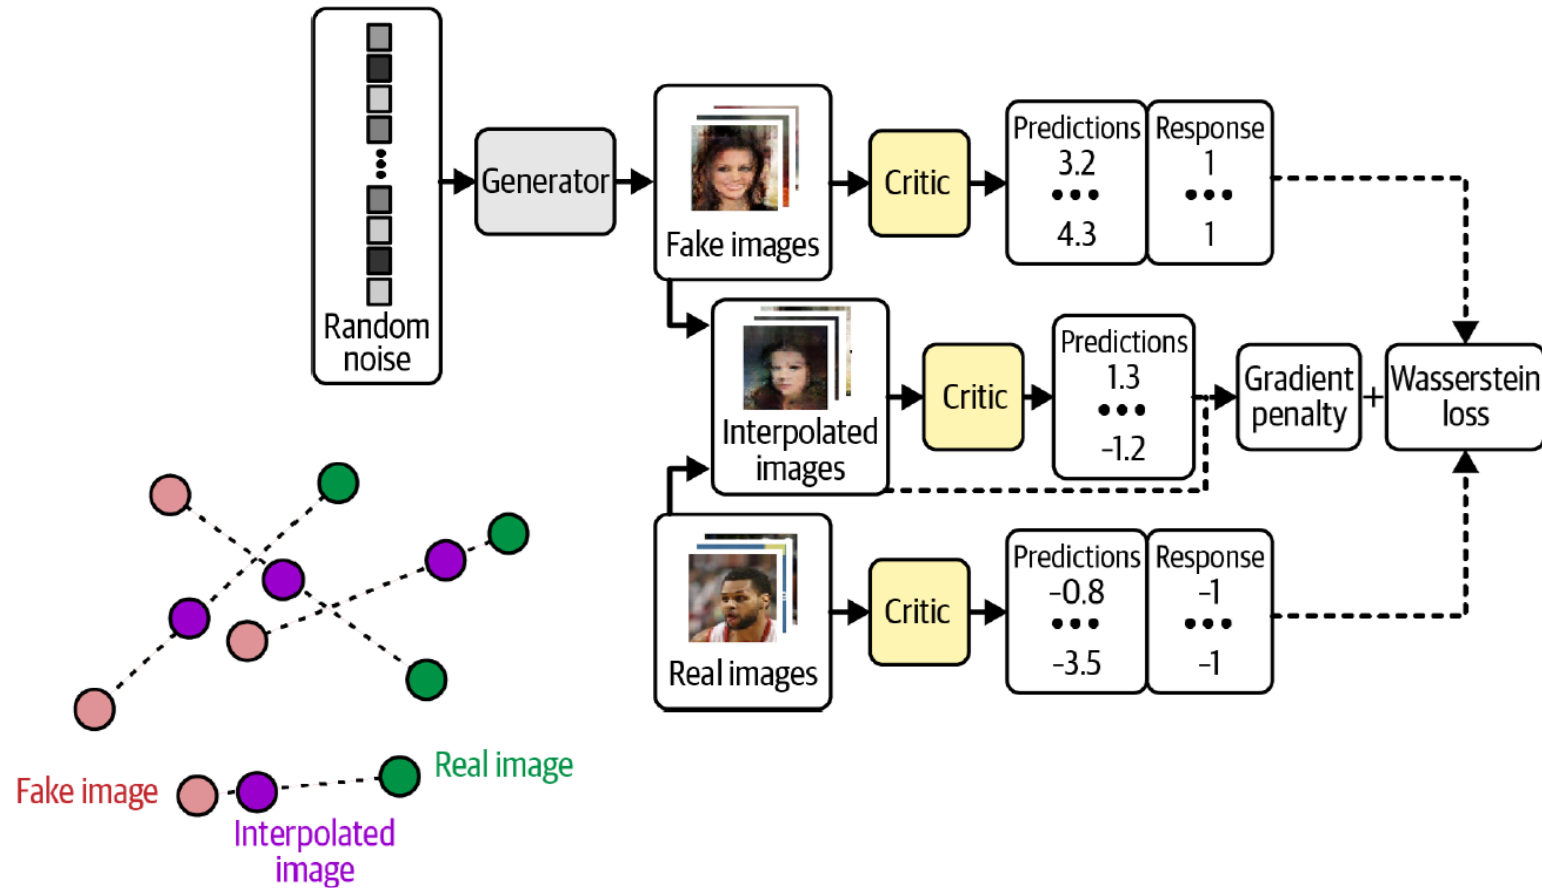 Random
noise
Generator
Fake images
Critic
Predictions
3.2
4.3
Response
1
1
Interpolated
images
Critic
Predictions
1.3
–1.2
Gradient
penalty
+
Wasserstein
loss
Real images
Critic
Predictions
–0.8
–3.5
Response
–1
–1
Fake image
Real image
Interpolated
image